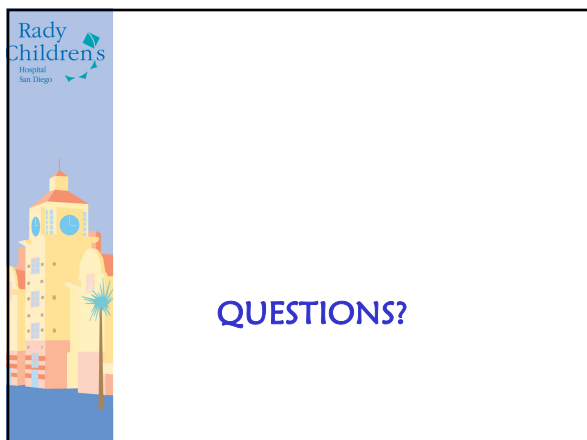 Rady
Children's
Hospital
San Diego
QUESTIONS?